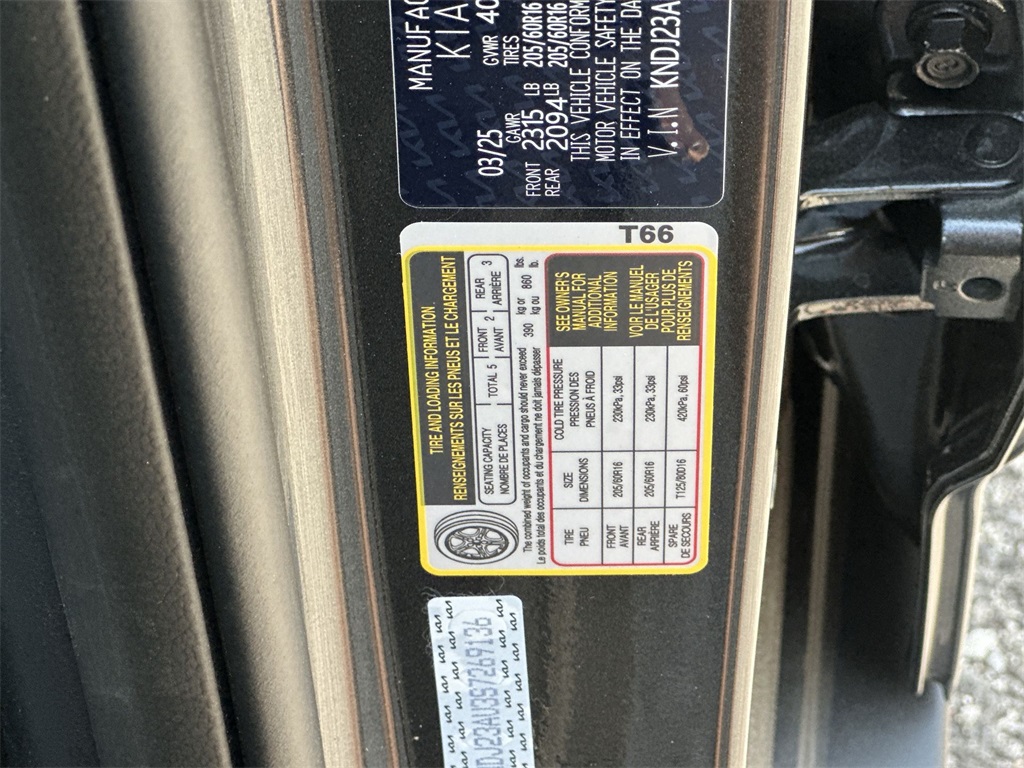 MANUFAC
KIA
03/25 GVWR 40
GAWR TIRES
FRONT 2315 LB 205/60R16
REAR 2094LB 205/60R16
THIS VEHICLE CONFORM
MOTOR VEHICLE SAFETY
IN EFFECT ON THE DA
V.I.N KNDJ23A
T66
TIRE AND LOADING INFORMATION
RENSEIGNEMENTS SUR LES PNEUS ET LE CHARGEMENT
SEATING CAPACITY TOTAL 5 FRONT 2 REAR 3
NOMBRE DE PLACES AVANT ARRIÈRE
The combined weight of occupants and cargo should never exceed 390 kg or 860 lbs.
Le poids total des occupants et du chargement ne doit jamais dépasser kg ou lb.
TIRE SIZE COLD TIRE PRESSURE SEE OWNER'S
PNEU DIMENSIONS PRESSION DES MANUAL FOR
PNEUS À FROID ADDITIONAL
INFORMATION
FRONT 205/60R16 230kPa, 33psi
AVANT
REAR 205/60R16 230kPa, 33psi VOIR LE MANUEL
ARRIÈRE DE L'USAGER
SPARE T125/80D16 420kPa, 60psi POUR PLUS DE
DE SECOURS RENSEIGNEMENTS
DJ23AU3S7269136